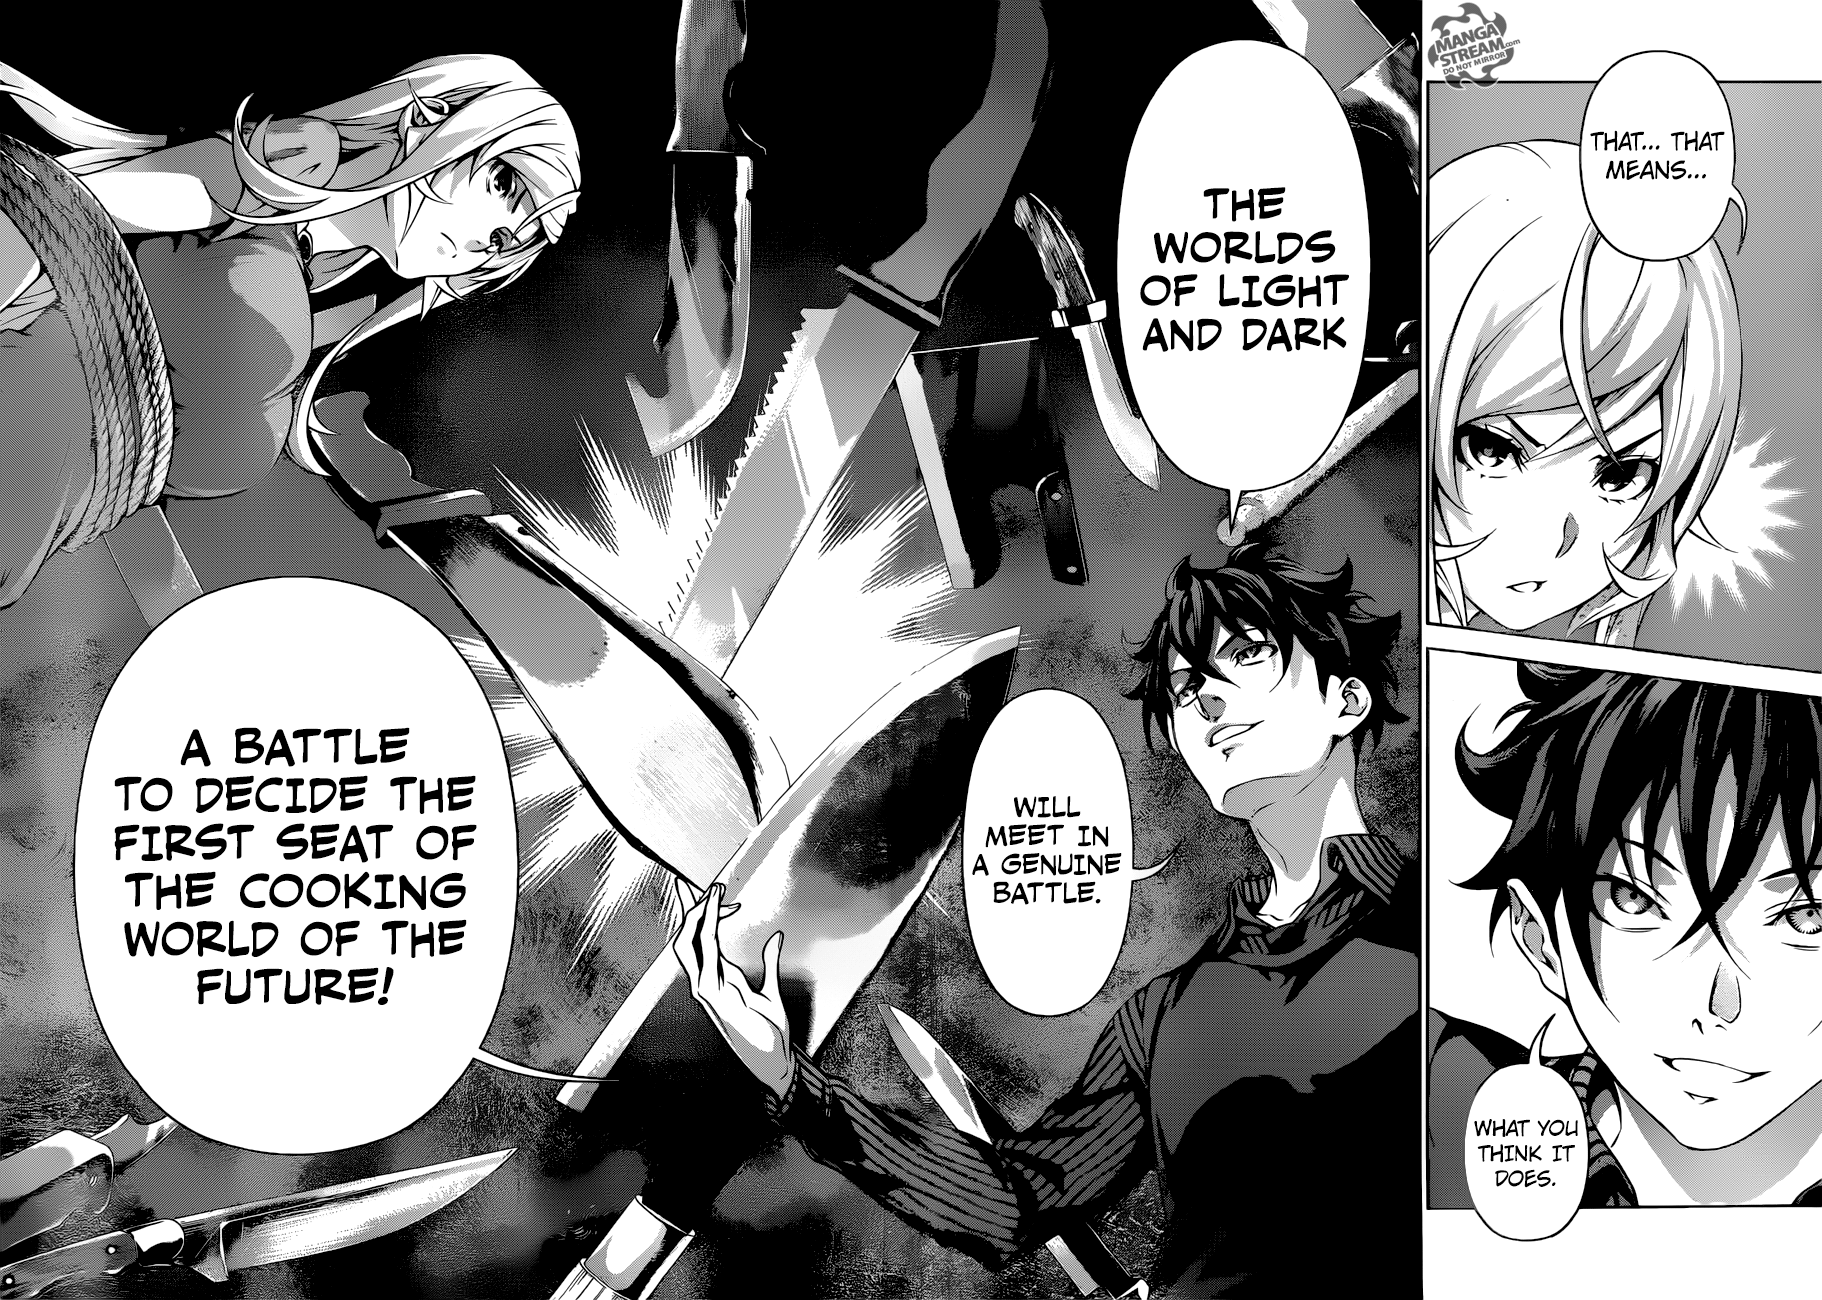 MANGA
STREAM.com
DO NOT MIRROR
THAT... THAT
MEANS...
WHAT YOU
THINK IT
DOES.
THE
WORLDS
OF LIGHT
AND DARK
WILL
MEET IN
A GENUINE
BATTLE.
A BATTLE
TO DECIDE THE
FIRST SEAT OF
THE COOKING
WORLD OF THE
FUTURE!